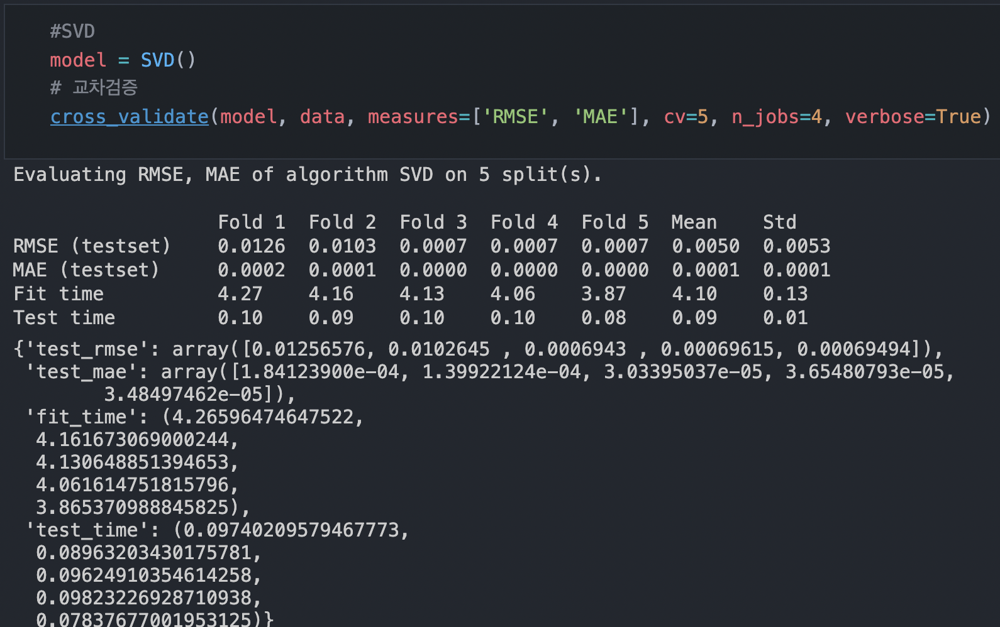 #SVD
model = SVD()
# 교차검증
cross_validate(model, data, measures=['RMSE', 'MAE'], cv=5, n_jobs=4, verbose=True)
Evaluating RMSE, MAE of algorithm SVD on 5 split(s).
                  Fold 1  Fold 2  Fold 3  Fold 4  Fold 5  Mean    Std
RMSE (testset)    0.0126  0.0103  0.0007  0.0007  0.0007  0.0050  0.0053
MAE (testset)     0.0002  0.0001  0.0000  0.0000  0.0000  0.0001  0.0001
Fit time          4.27    4.16    4.13    4.06    3.87    4.10    0.13
Test time         0.10    0.09    0.10    0.10    0.08    0.09    0.01
{'test_rmse': array([0.01256576, 0.0102645 , 0.0006943 , 0.00069615, 0.00069494]),
 'test_mae': array([1.84123900e-04, 1.39922124e-04, 3.03395037e-05, 3.65480793e-05,
        3.48497462e-05]),
 'fit_time': (4.26596474647522,
  4.161673069000244,
  4.130648851394653,
  4.061614751815796,
  3.865370988845825),
 'test_time': (0.09740209579467773,
  0.08963203430175781,
  0.09624910354614258,
  0.09823226928710938,
  0.07837677001953125)}